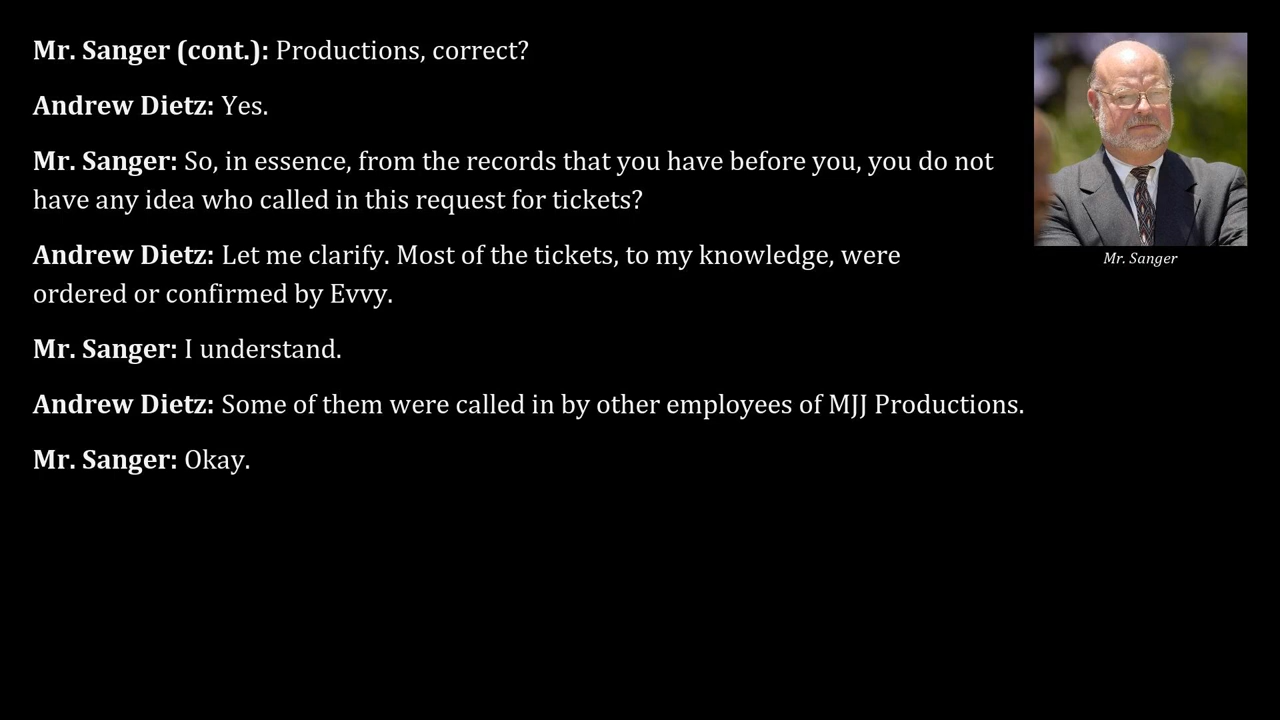 Mr. Sanger (cont.): Productions, correct?
Andrew Dietz: Yes.
Mr. Sanger: So, in essence, from the records that you have before you, you do not
have any idea who called in this request for tickets?
Andrew Dietz: Let me clarify. Most of the tickets, to my knowledge, were
ordered or confirmed by Evvy.
Mr. Sanger: I understand.
Andrew Dietz: Some of them were called in by other employees of MJJ Productions.
Mr. Sanger: Okay.
Mr. Sanger